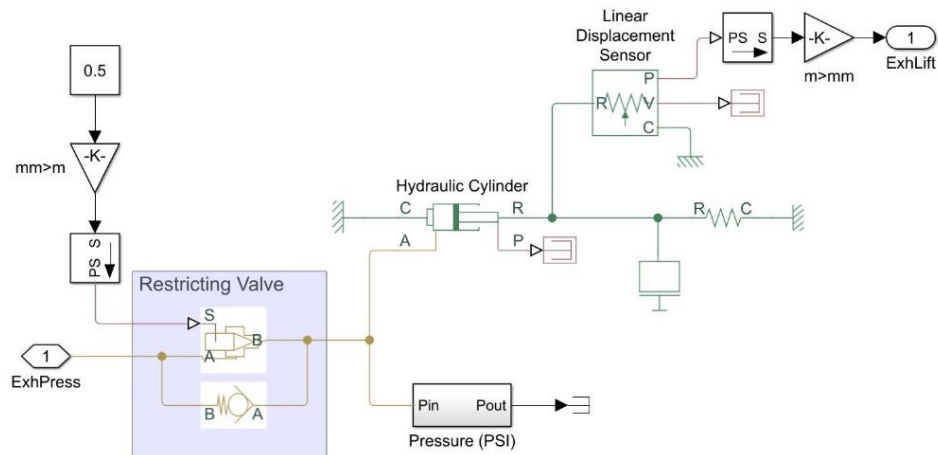 Linear
Displacement
Sensor
P
R
V
C
PS S
-K-
m>mm
1
ExhLift
0.5
-K-
mm>m
PS S
Hydraulic Cylinder
C
R
A
P
R
C
Restricting Valve
S
B
A
B
A
1
ExhPress
Pin
Pout
Pressure (PSI)